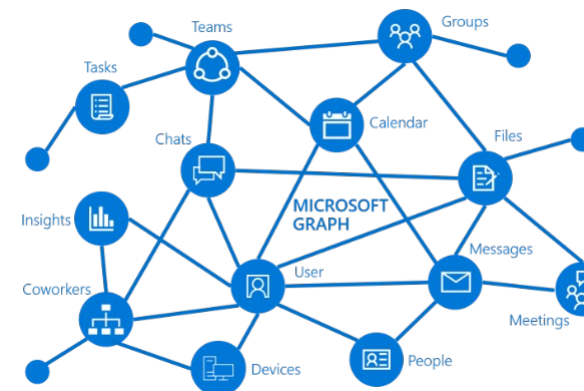 Teams
Groups
Tasks
Calendar
Chats
Files
MICROSOFT
GRAPH
Insights
Messages
User
Coworkers
Meetings
Devices
People